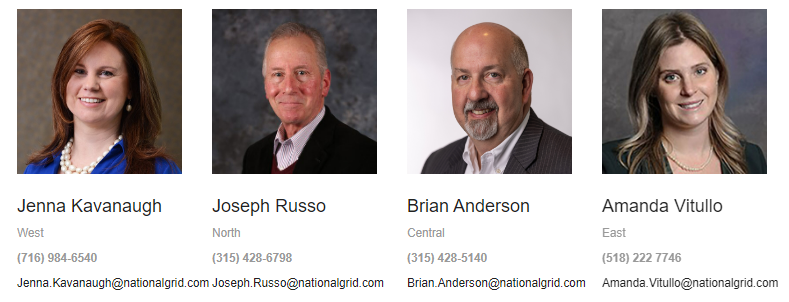 Jenna Kavanaugh
West
(716) 984-6540
Jenna.Kavanaugh@nationalgrid.com
Joseph Russo
North
(315) 428-6798
Joseph.Russo@nationalgrid.com
Brian Anderson
Central
(315) 428-5140
Brian.Anderson@nationalgrid.com
Amanda Vitullo
East
(518) 222 7746
Amanda.Vitullo@nationalgrid.com